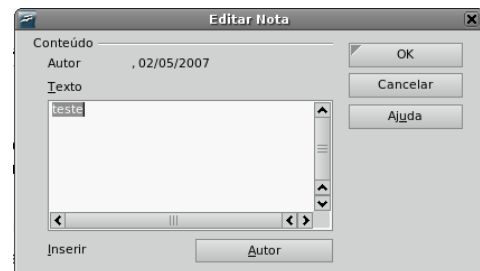 Editar Nota
Conteúdo
Autor , 02/05/2007
Texto
teste
OK
Cancelar
Ajuda
Inserir Autor